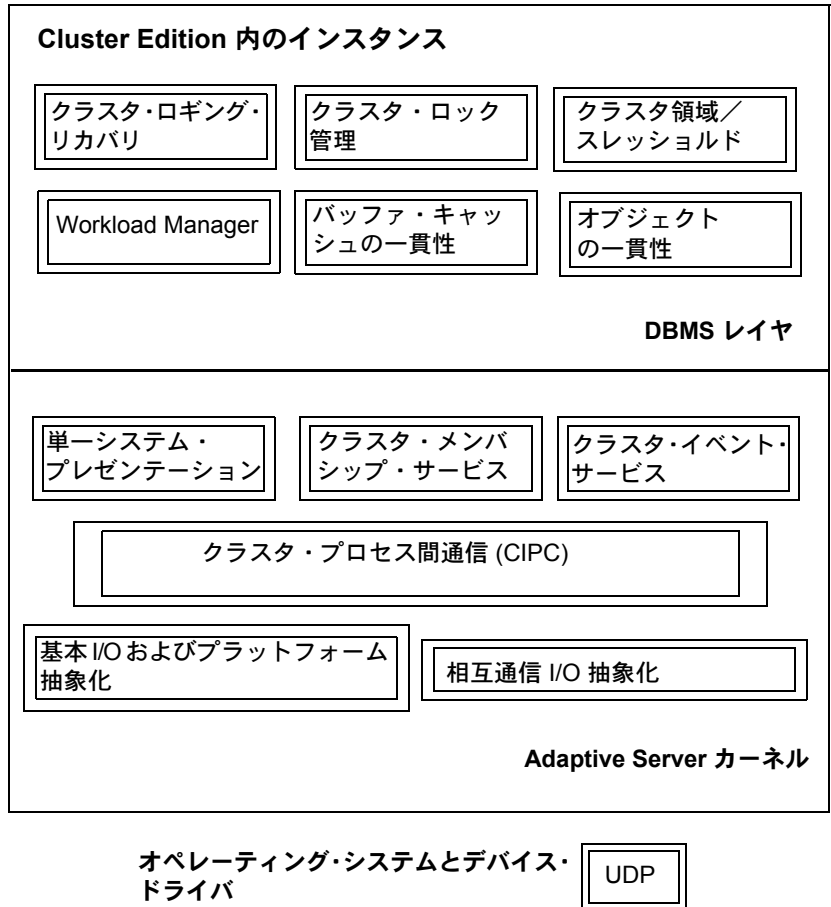 Cluster Edition 内のインスタンス
クラスタ・ロギング・
リカバリ
クラスタ・ロック
管理
クラスタ領域／
スレッショルド
Workload Manager
バッファ・キャッ
シュの一貫性
オブジェクト
の一貫性
DBMS レイヤ
単一システム・
プレゼンテーション
クラスタ・メンバ
シップ・サービス
クラスタ・イベント・
サービス
クラスタ・プロセス間通信 (CIPC)
基本 I/O およびプラットフォーム
抽象化
相互通信 I/O 抽象化
Adaptive Server カーネル
オペレーティング・システムとデバイス・
ドライバ
UDP